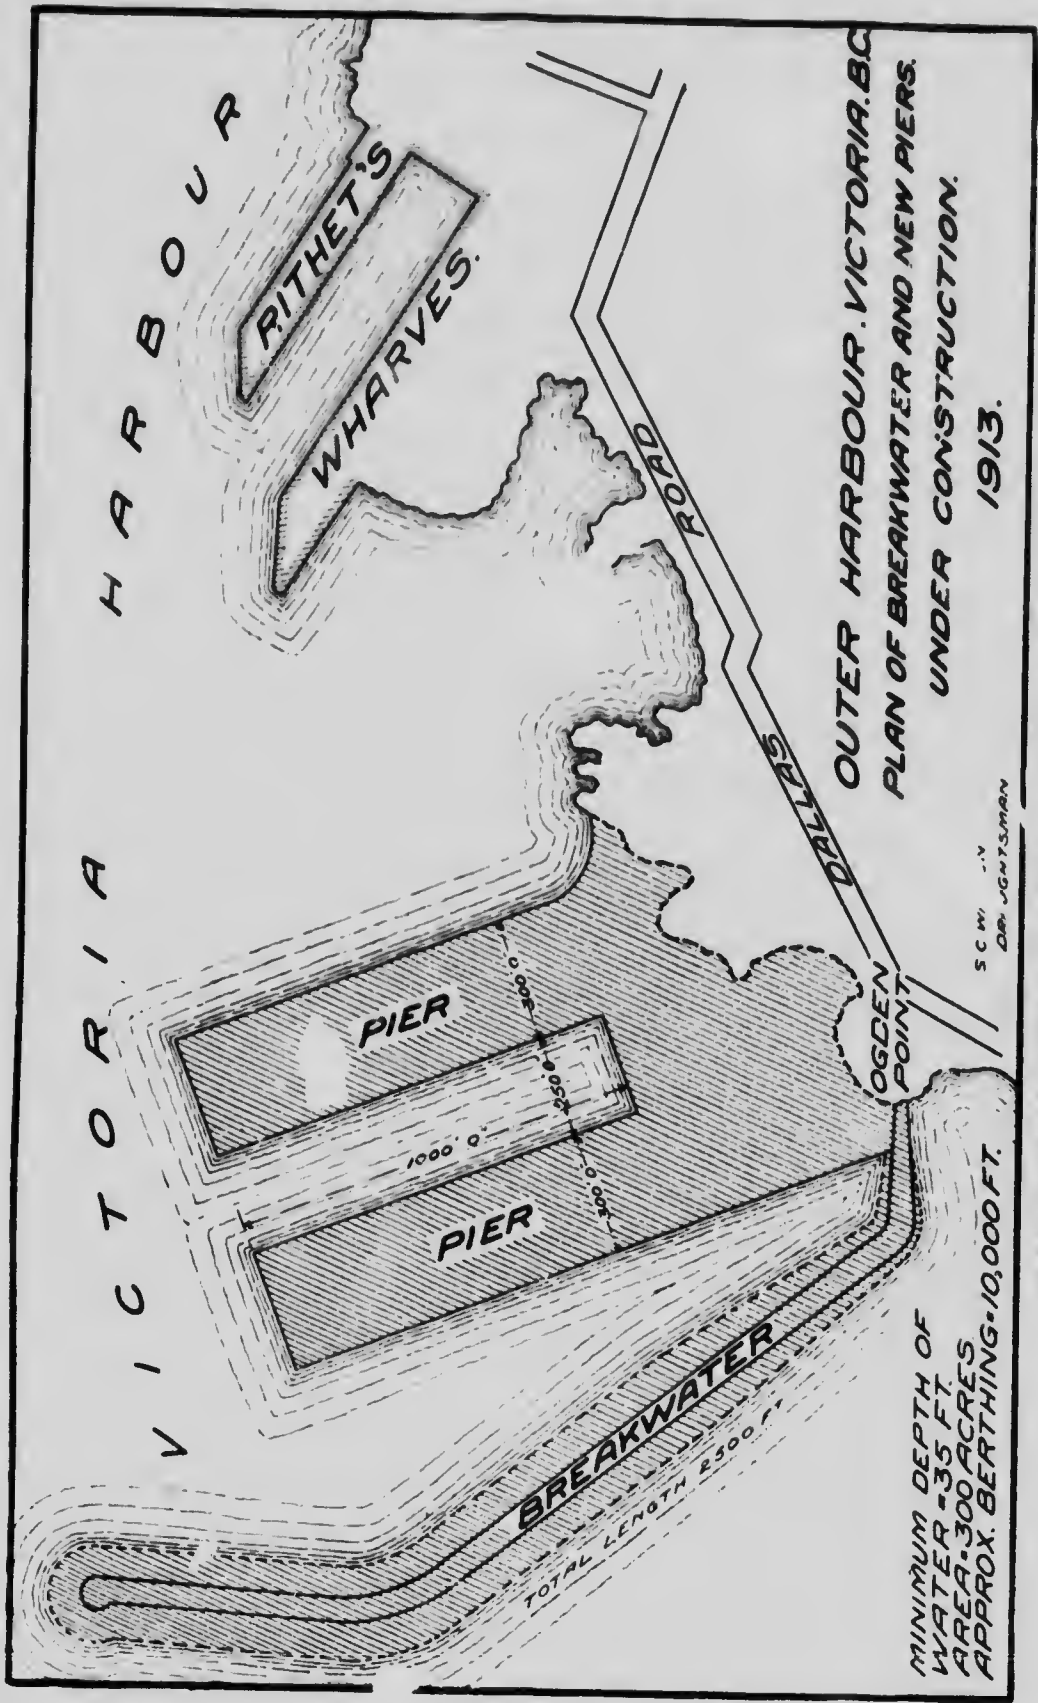 VICTORIA HARBOUR
RITHET'S
WHARVES.
PIER
PIER
300' 0"
250' 0"
300' 0"
1000' 0"
BREAKWATER
TOTAL LENGTH 2500 FT
OGDEN
POINT
DALLAS ROAD
OUTER HARBOUR. VICTORIA. B.C.
PLAN OF BREAKWATER AND NEW PIERS.
UNDER CONSTRUCTION.
1913.
MINIMUM DEPTH OF
WATER = 35 FT.
AREA = 300 ACRES
APPROX. BERTHING = 10,000 FT.
S C
DRAUGHTSMAN